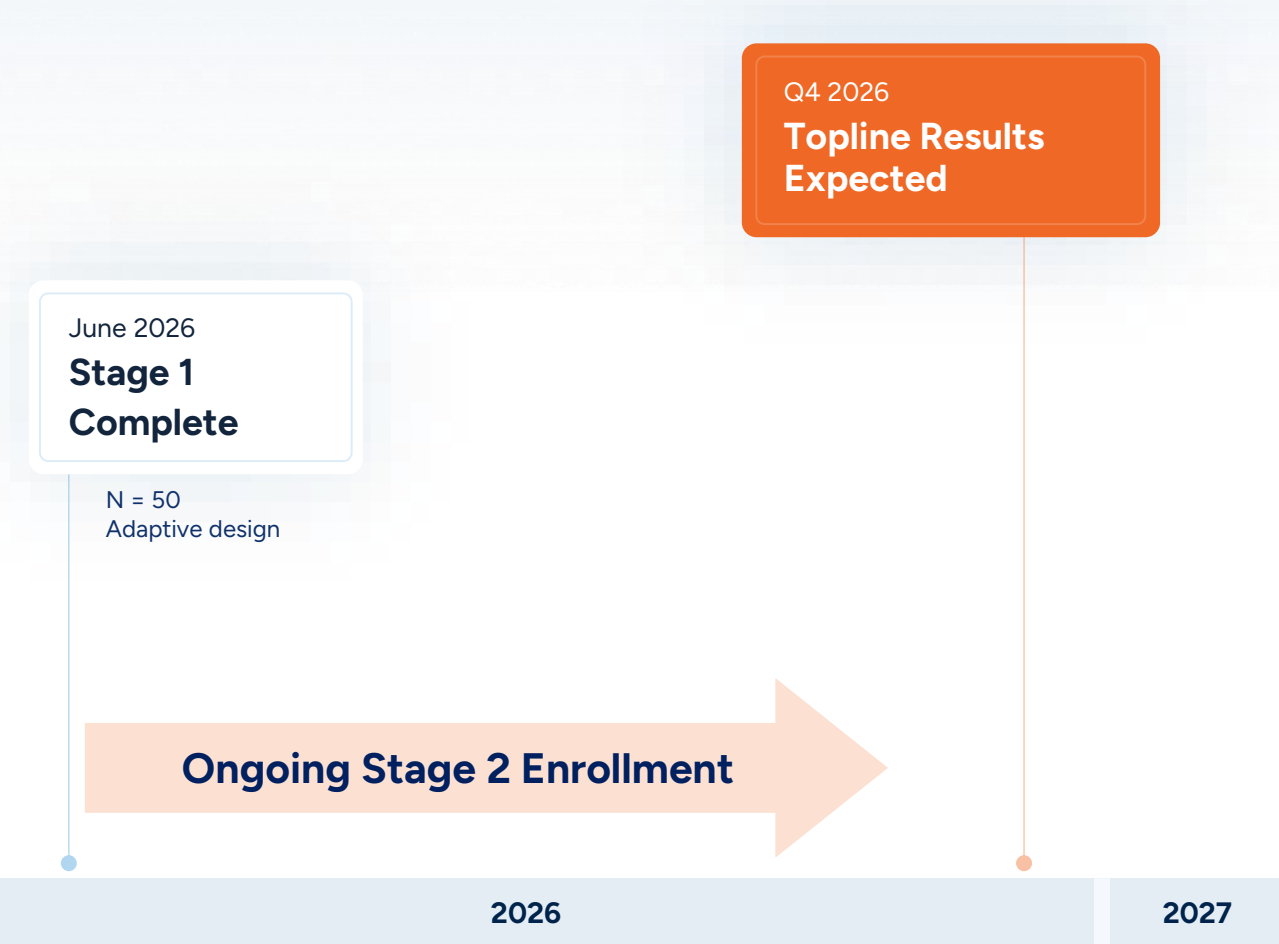 Q4 2026
Topline Results
Expected
June 2026
Stage 1
Complete
N = 50
Adaptive design
Ongoing Stage 2 Enrollment
2026
2027